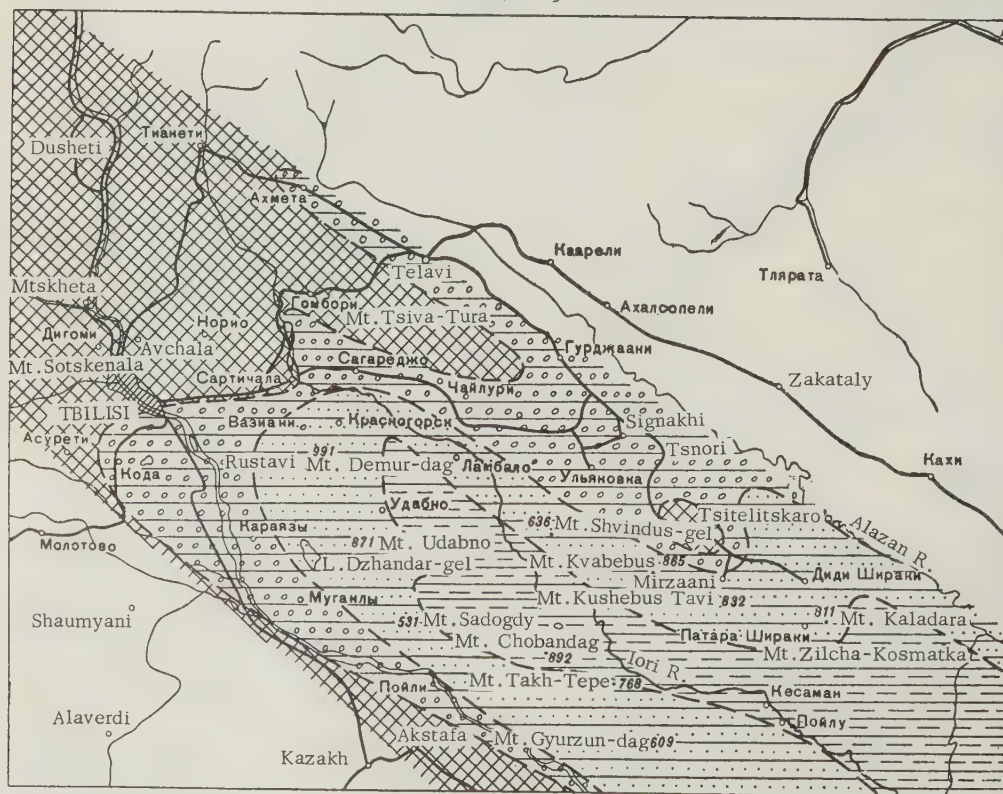 Dusheti
Тианети
Ахмета
Telavi
Кварели
Тлярата
Mtskheta
Гомбори
Ахалсопели
Дигоми
Норио
Mt. Tsiva-Tura
Avchala
Гурджаани
Mt. Sotskenala
Сагареджо
Сартичала
Чайлури
Zakataly
TBILISI
Вазиани
Красногорск
Signakhi
Асурети
Tsnori
991
Кода
Rustavi
Mt. Demur-dag
Ламбало
Ульяновка
Кахи
Удабно
Tsitelitskaro
636 Mt. Shvindus-gel
Alazan R.
Караязы
Молотово
871 Mt. Udabno
Mt. Kvabebus 865
L. Dzhandar-gel
Mirzaani
Диди Шираки
Муганлы
Mt. Kushebus Tavi 832
Shaumyani
811
Mt. Kaladara
531 Mt. Sadogdy
Патара Шираки
Mt. Chobandag
892
Mt. Zilcha-Kosmatka
Iori R.
Mt. Takh-Tepe 768
Пойли
Кесаман
Пойлу
Alaverdi
Akstafa
Mt. Gyurzun-dag 609
Kazakh